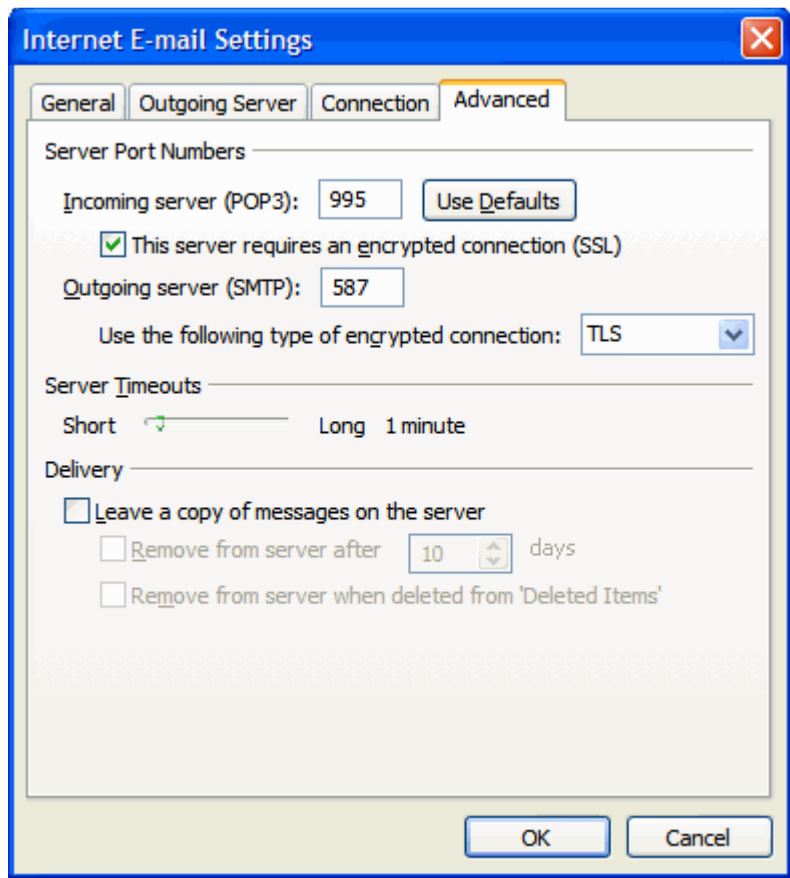 Internet E-mail Settings
General Outgoing Server Connection Advanced
Server Port Numbers
Incoming server (POP3): 995 Use Defaults
This server requires an encrypted connection (SSL)
Outgoing server (SMTP): 587
Use the following type of encrypted connection: TLS
Server Timeouts
Short Long 1 minute
Delivery
Leave a copy of messages on the server
Remove from server after 10 days
Remove from server when deleted from 'Deleted Items'
OK Cancel